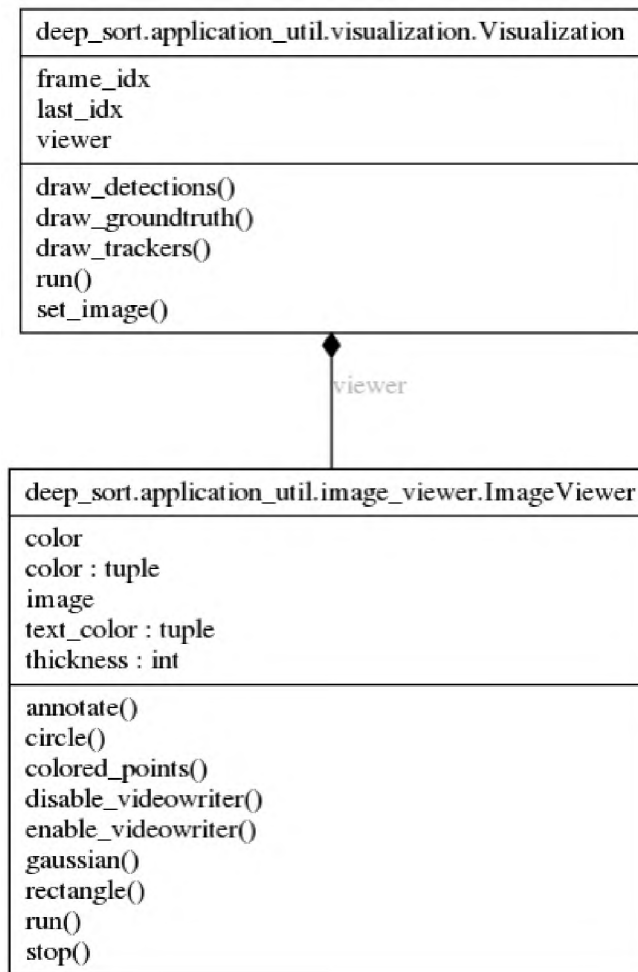 deep_sort.application_util.visualization.Visualization
frame_idx
last_idx
viewer
draw_detections()
draw_groundtruth()
draw_trackers()
run()
set_image()
viewer
deep_sort.application_util.image_viewer.ImageViewer
color
color : tuple
image
text_color : tuple
thickness : int
annotate()
circle()
colored_points()
disable_videowriter()
enable_videowriter()
gaussian()
rectangle()
run()
stop()